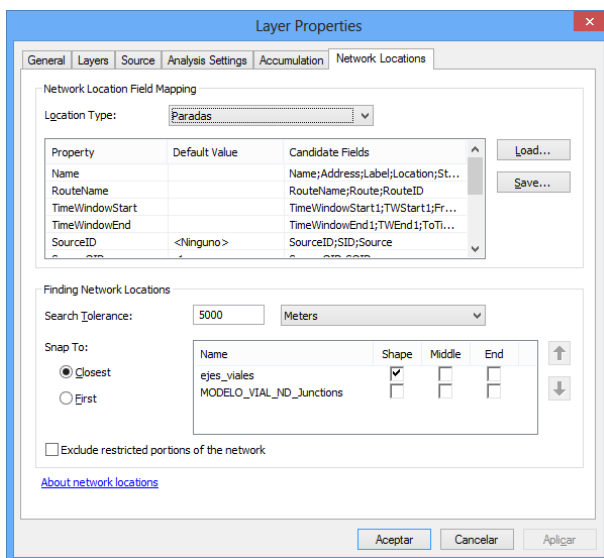 Layer Properties
General Layers Source Analysis Settings Accumulation Network Locations
Network Location Field Mapping
Location Type: Paradas
Property Default Value Candidate Fields
Name Name;Address;Label;Location;St...
RouteName RouteName;Route;RouteID
TimeWindowStart TimeWindowStart1;TWStart1;Fr...
TimeWindowEnd TimeWindowEnd1;TWEnd1;ToTi...
SourceID <Ninguno> SourceID;SID;Source
Load...
Save...
Finding Network Locations
Search Tolerance: 5000 Meters
Snap To:
Closest
First
Name Shape Middle End
ejes_viales
MODELO_VIAL_ND_Junctions
Exclude restricted portions of the network
About network locations
Aceptar Cancelar Aplicar